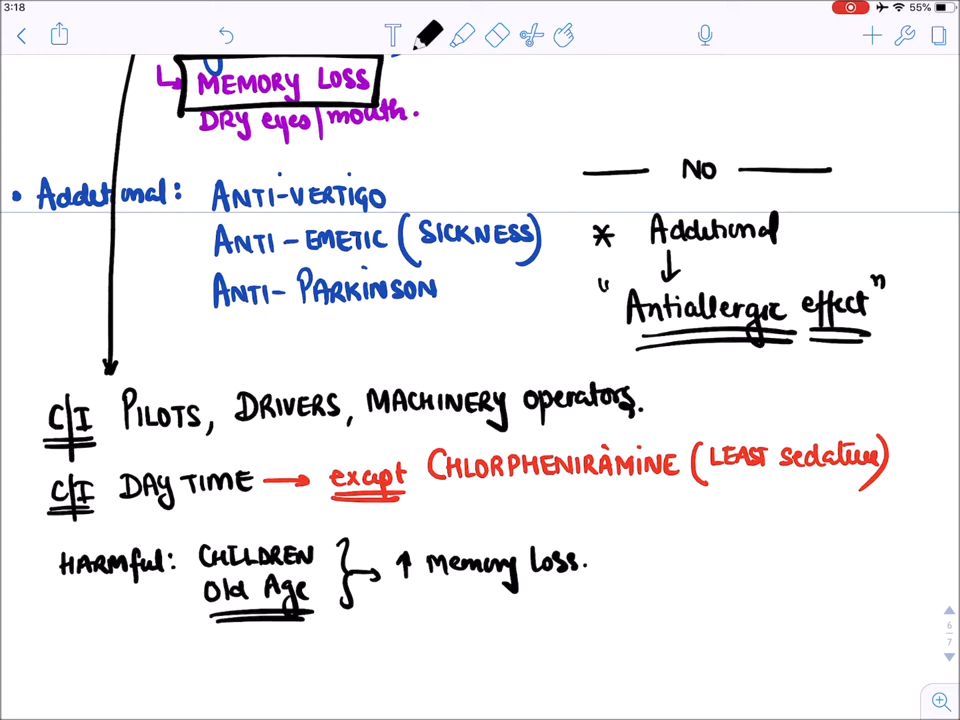 3:18
55%
T
MEMORY LOSS
DRY eyes/mouth.
• Additional: ANTI-VERTIGO
ANTI-EMETIC (SICKNESS)
ANTI-PARKINSON
NO
* Additional
"Antiallergic effect"
C/I PILOTS, DRIVERS, MACHINERY operators.
C/I DAY TIME → except CHLORPHENIRAMINE (LEAST sedative)
HARMful: CHILDREN
Old Age
↑ Memory Loss.
6
7